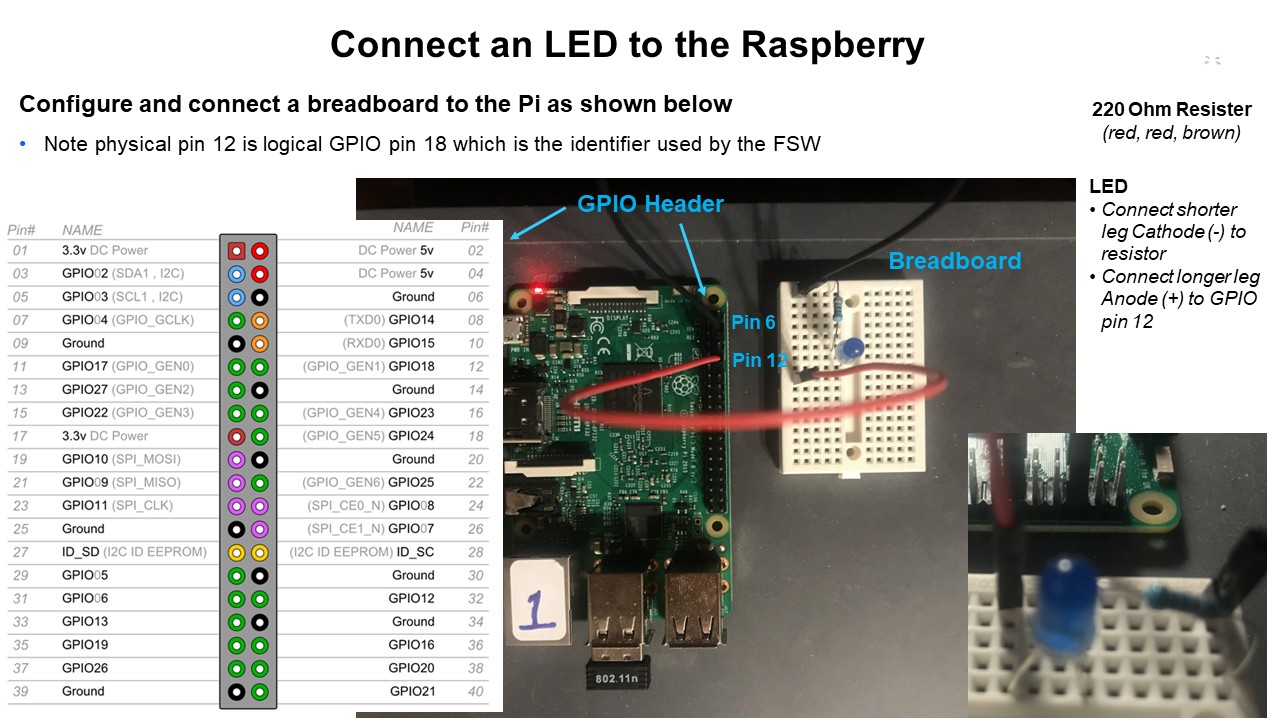 Connect an LED to the Raspberry
Configure and connect a breadboard to the Pi as shown below
• Note physical pin 12 is logical GPIO pin 18 which is the identifier used by the FSW
220 Ohm Resister
(red, red, brown)
LED
• Connect shorter
leg Cathode (-) to
resistor
• Connect longer leg
Anode (+) to GPIO
pin 12
GPIO Header
Breadboard
Pin 6
Pin 12
Pin# NAME NAME Pin#
01 3.3v DC Power DC Power 5v 02
03 GPIO02 (SDA1 , I2C) DC Power 5v 04
05 GPIO03 (SCL1 , I2C) Ground 06
07 GPIO04 (GPIO_GCLK) (TXD0) GPIO14 08
09 Ground (RXD0) GPIO15 10
11 GPIO17 (GPIO_GEN0) (GPIO_GEN1) GPIO18 12
13 GPIO27 (GPIO_GEN2) Ground 14
15 GPIO22 (GPIO_GEN3) (GPIO_GEN4) GPIO23 16
17 3.3v DC Power (GPIO_GEN5) GPIO24 18
19 GPIO10 (SPI_MOSI) Ground 20
21 GPIO09 (SPI_MISO) (GPIO_GEN6) GPIO25 22
23 GPIO11 (SPI_CLK) (SPI_CE0_N) GPIO08 24
25 Ground (SPI_CE1_N) GPIO07 26
27 ID_SD (I2C ID EEPROM) (I2C ID EEPROM) ID_SC 28
29 GPIO05 Ground 30
31 GPIO06 GPIO12 32
33 GPIO13 Ground 34
35 GPIO19 GPIO16 36
37 GPIO26 GPIO20 38
39 Ground GPIO21 40
DISPLAY
FCC
CE
1
802.11n